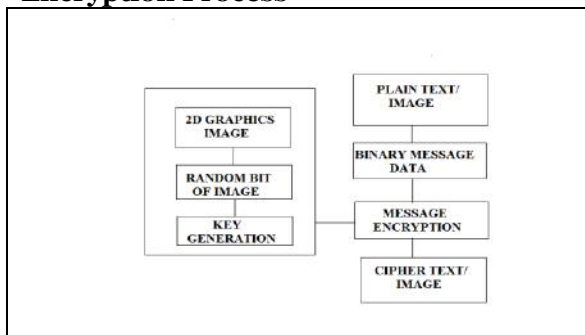 Encryption Process
2D GRAPHICS
IMAGE
RANDOM BIT
OF IMAGE
KEY
GENERATION
PLAIN TEXT/
IMAGE
BINARY MESSAGE
DATA
MESSAGE
ENCRYPTION
CIPHER TEXT/
IMAGE